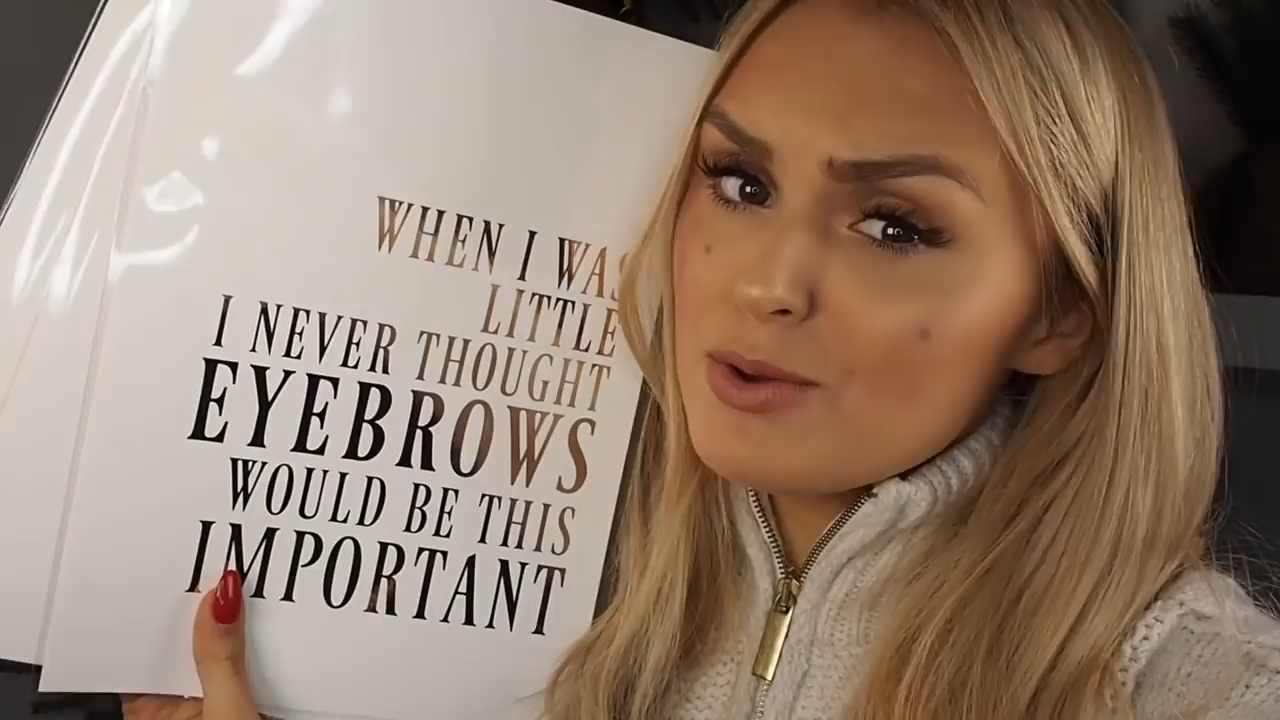 WHEN I WAS
LITTLE
I NEVER THOUGHT
EYEBROWS
WOULD BE THIS
IMPORTANT